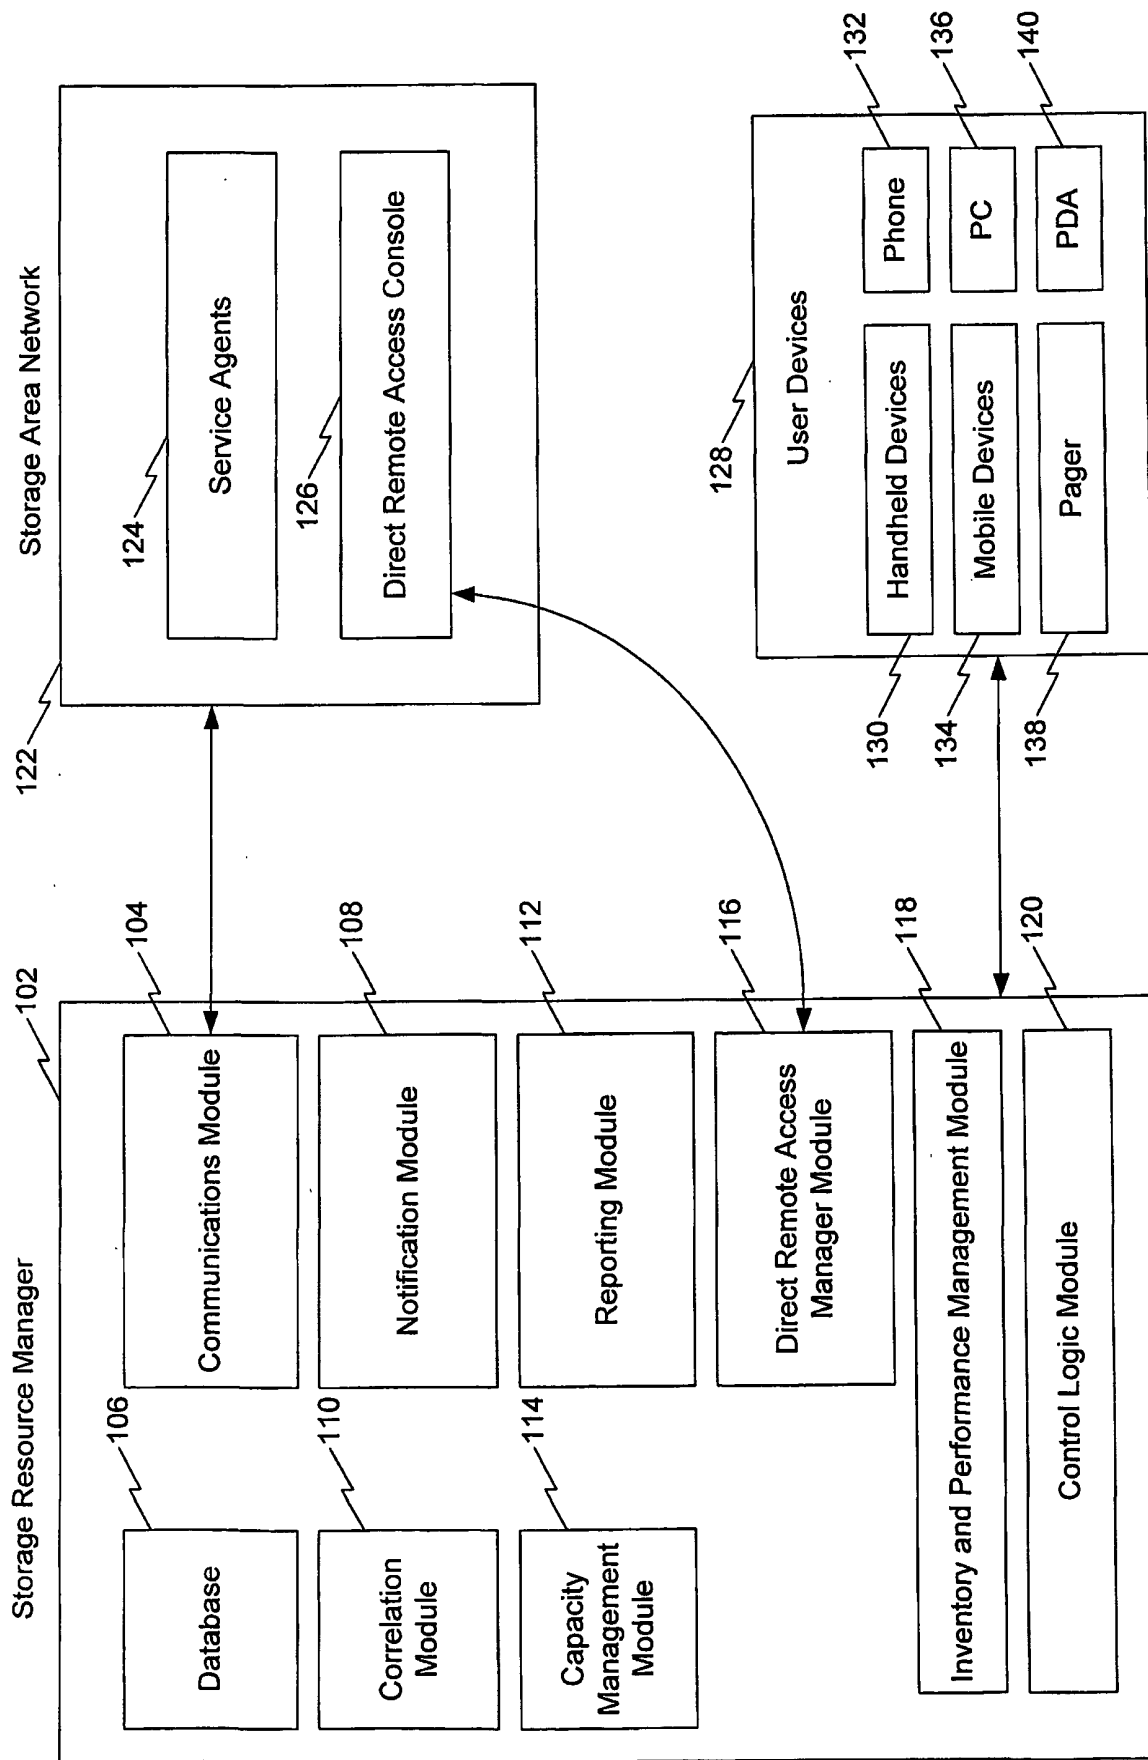 Storage Resource Manager
102
Database
106
Communications Module
104
Correlation
Module
110
Notification Module
108
Capacity
Management
Module
114
Reporting Module
112
Direct Remote Access
Manager Module
116
Inventory and Performance Management Module
118
Control Logic Module
120
Storage Area Network
122
124
Service Agents
126
Direct Remote Access Console
128
User Devices
130
Handheld Devices
Phone
132
134
Mobile Devices
PC
136
138
Pager
PDA
140